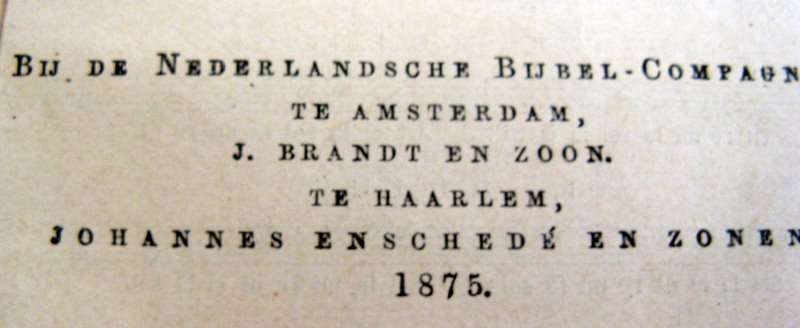 BIJ DE NEDERLANDSCHE BIJBEL-COMPAGN
TE AMSTERDAM,
J. BRANDT EN ZOON.
TE HAARLEM,
JOHANNES ENSCHEDÉ EN ZONEN
1875.